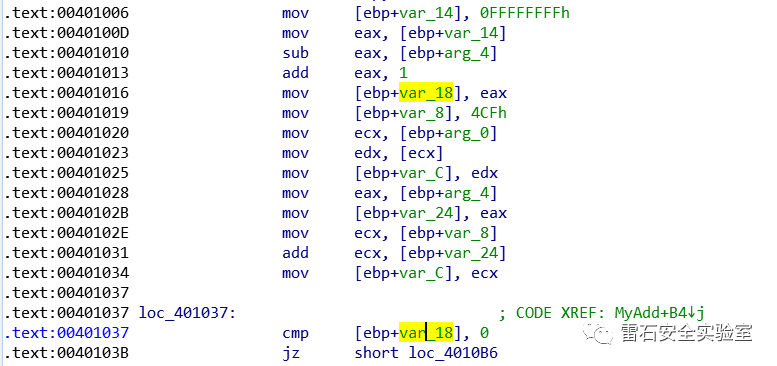 .text:00401006 mov [ebp+var_14], 0FFFFFFFFh
.text:0040100D mov eax, [ebp+var_14]
.text:00401010 sub eax, [ebp+arg_4]
.text:00401013 add eax, 1
.text:00401016 mov [ebp+var_18], eax
.text:00401019 mov [ebp+var_8], 4CFh
.text:00401020 mov ecx, [ebp+arg_0]
.text:00401023 mov edx, [ecx]
.text:00401025 mov [ebp+var_C], edx
.text:00401028 mov eax, [ebp+arg_4]
.text:0040102B mov [ebp+var_24], eax
.text:0040102E mov ecx, [ebp+var_8]
.text:00401031 add ecx, [ebp+var_24]
.text:00401034 mov [ebp+var_C], ecx
.text:00401037
.text:00401037 loc_401037: ; CODE XREF: MyAdd+B4↓j
.text:00401037 cmp [ebp+var_18], 0
.text:0040103B jz short loc_4010B6
雷石安全实验室